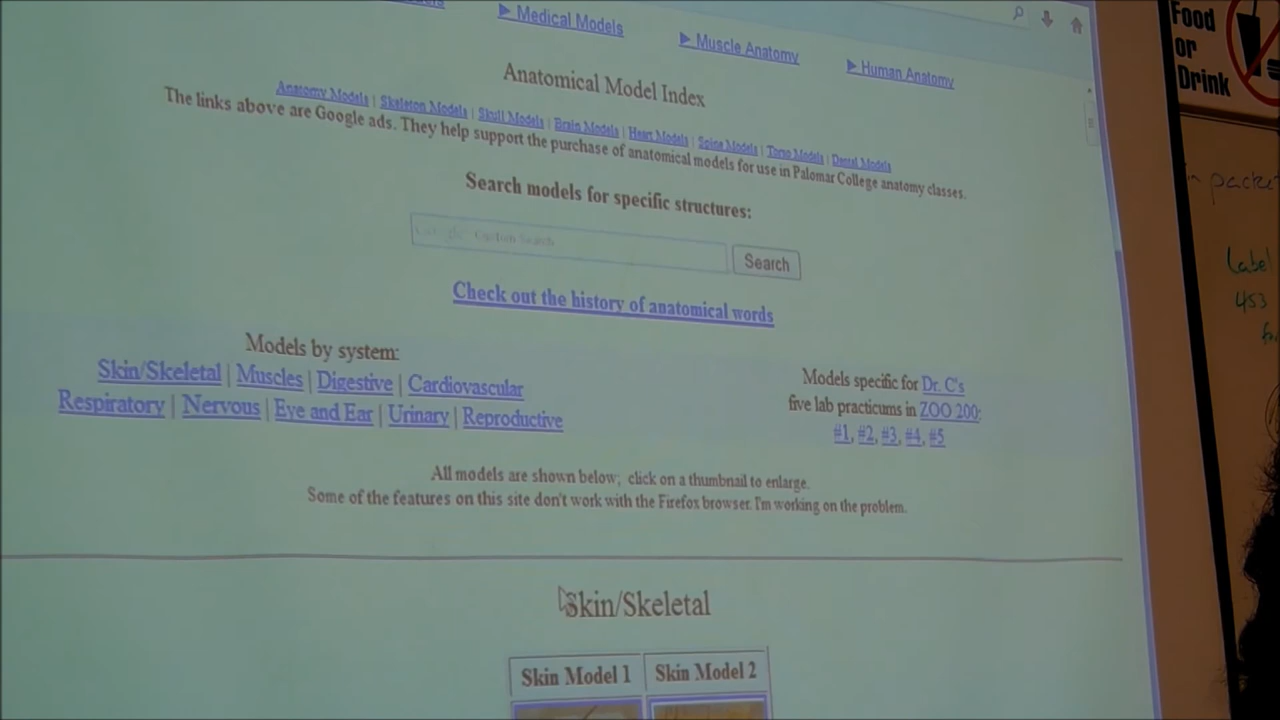 ▶ Medical Models
▶ Muscle Anatomy
▶ Human Anatomy
Anatomical Model Index
Anatomy Models | Skeleton Models | Skull Models | Brain Models | Heart Models | Spine Models | Torso Models | Dental Models
The links above are Google ads. They help support the purchase of anatomical models for use in Palomar College anatomy classes.
Search models for specific structures:
Custom Search
Search
Check out the history of anatomical words
Models by system:
Skin/Skeletal | Muscles | Digestive | Cardiovascular
Respiratory | Nervous | Eye and Ear | Urinary | Reproductive
Models specific for Dr. C's
five lab practicums in ZOO 200:
#1, #2, #3, #4, #5
All models are shown below; click on a thumbnail to enlarge.
Some of the features on this site don't work with the Firefox browser. I'm working on the problem.
Skin/Skeletal
Skin Model 1
Skin Model 2
Food
or
Drink
Label
453